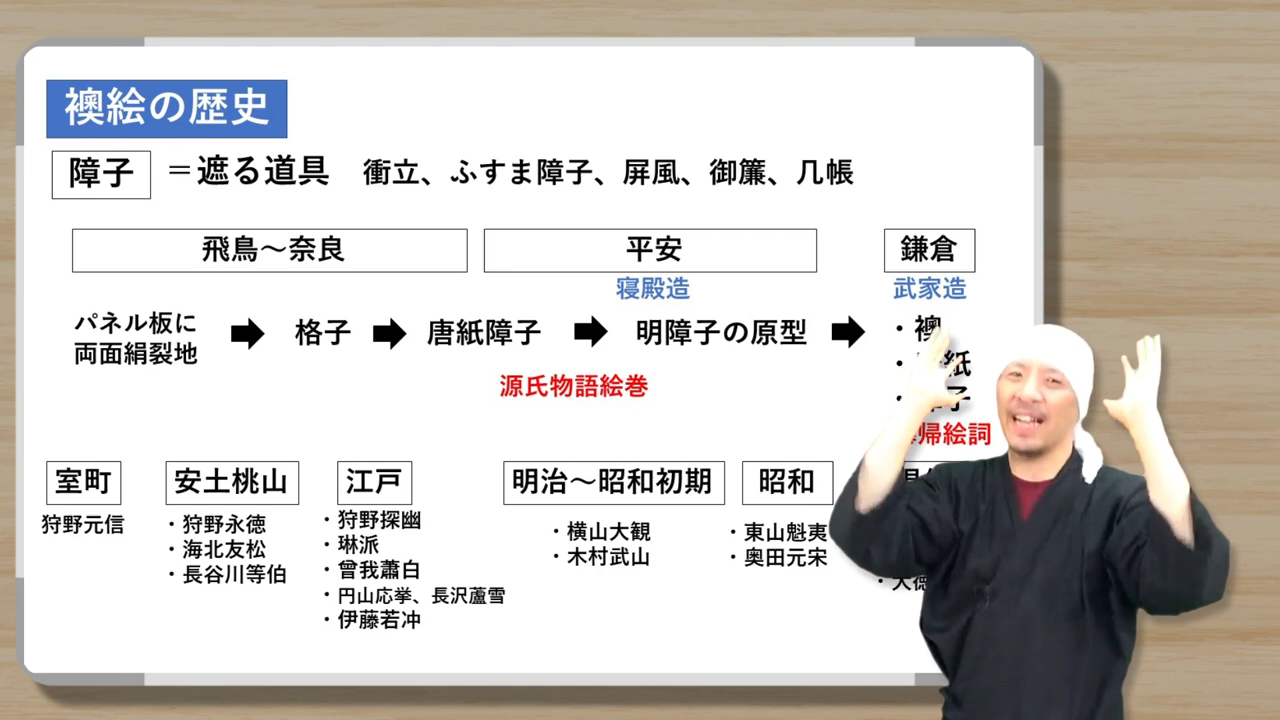 襖絵の歴史
障子 ＝遮る道具 衝立、ふすま障子、屏風、御簾、几帳
飛鳥～奈良 平安 鎌倉
寝殿造 武家造
パネル板に
両面絹裂地
格子 唐紙障子 明障子の原型
・襖
・ 紙
・ 子
源氏物語絵巻
帰絵詞
室町 安土桃山 江戸 明治～昭和初期 昭和
狩野元信
・狩野永徳
・海北友松
・長谷川等伯
・狩野探幽
・琳派
・曾我蕭白
・円山応挙、長沢蘆雪
・伊藤若冲
・横山大観
・木村武山
・東山魁夷
・奥田元宋
・大徳